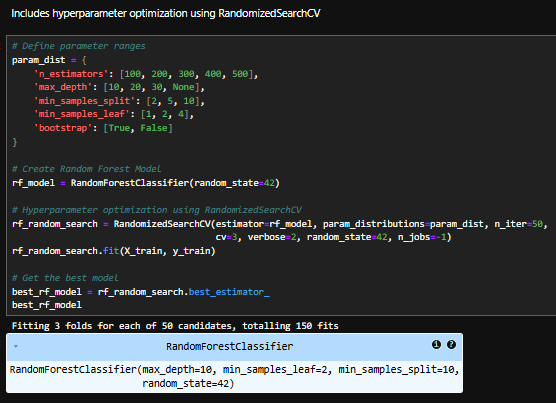 Includes hyperparameter optimization using RandomizedSearchCV
# Define parameter ranges
param_dist = {
    'n_estimators': [100, 200, 300, 400, 500],
    'max_depth': [10, 20, 30, None],
    'min_samples_split': [2, 5, 10],
    'min_samples_leaf': [1, 2, 4],
    'bootstrap': [True, False]
}
# Create Random Forest Model
rf_model = RandomForestClassifier(random_state=42)
# Hyperparameter optimization using RandomizedSearchCV
rf_random_search = RandomizedSearchCV(estimator=rf_model, param_distributions=param_dist, n_iter=50,
                                      cv=3, verbose=2, random_state=42, n_jobs=-1)
rf_random_search.fit(X_train, y_train)
# Get the best model
best_rf_model = rf_random_search.best_estimator_
best_rf_model
Fitting 3 folds for each of 50 candidates, totalling 150 fits
RandomForestClassifier i ?
RandomForestClassifier(max_depth=10, min_samples_leaf=2, min_samples_split=10,
                       random_state=42)